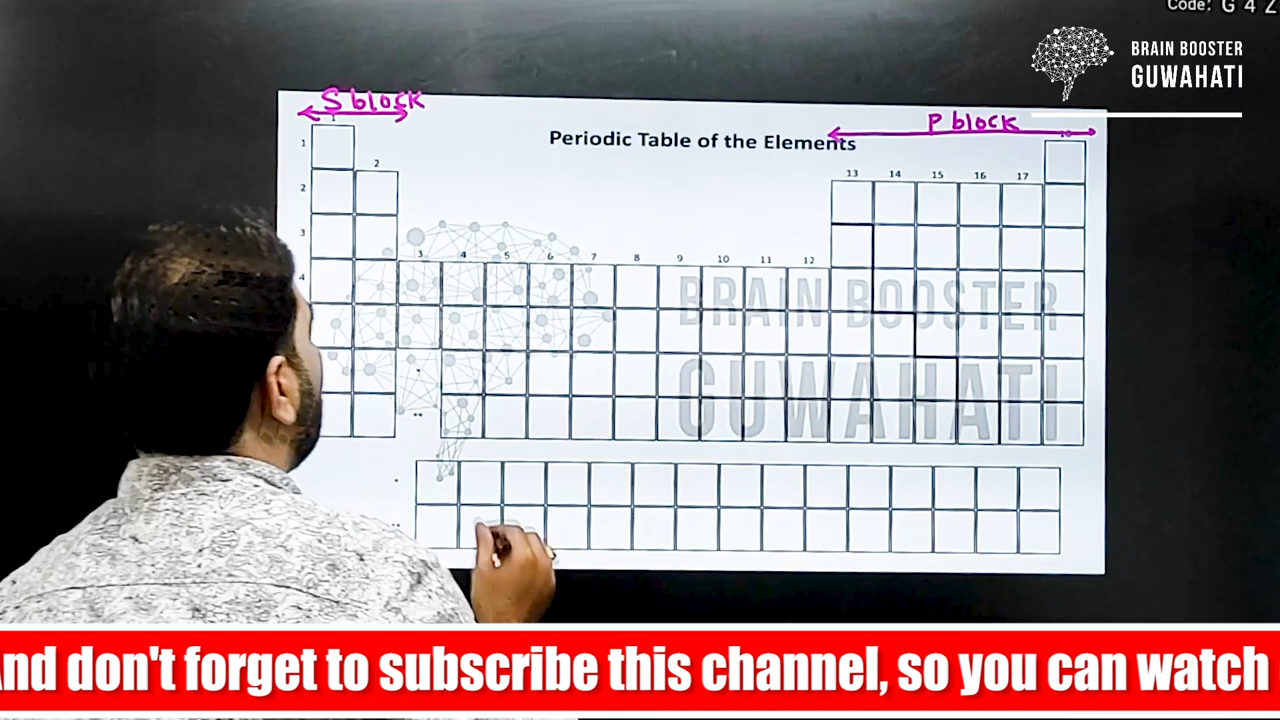 Code: G 4 Z
BRAIN BOOSTER
GUWAHATI
S block
P block
Periodic Table of the Elements
1
18
2
13 14 15 16 17
3 4 5 6 7 8 9 10 11 12
1
2
3
4
*
**
*
**
BRAIN BOOSTER
GUWAHATI
And don't forget to subscribe this channel, so you can watch